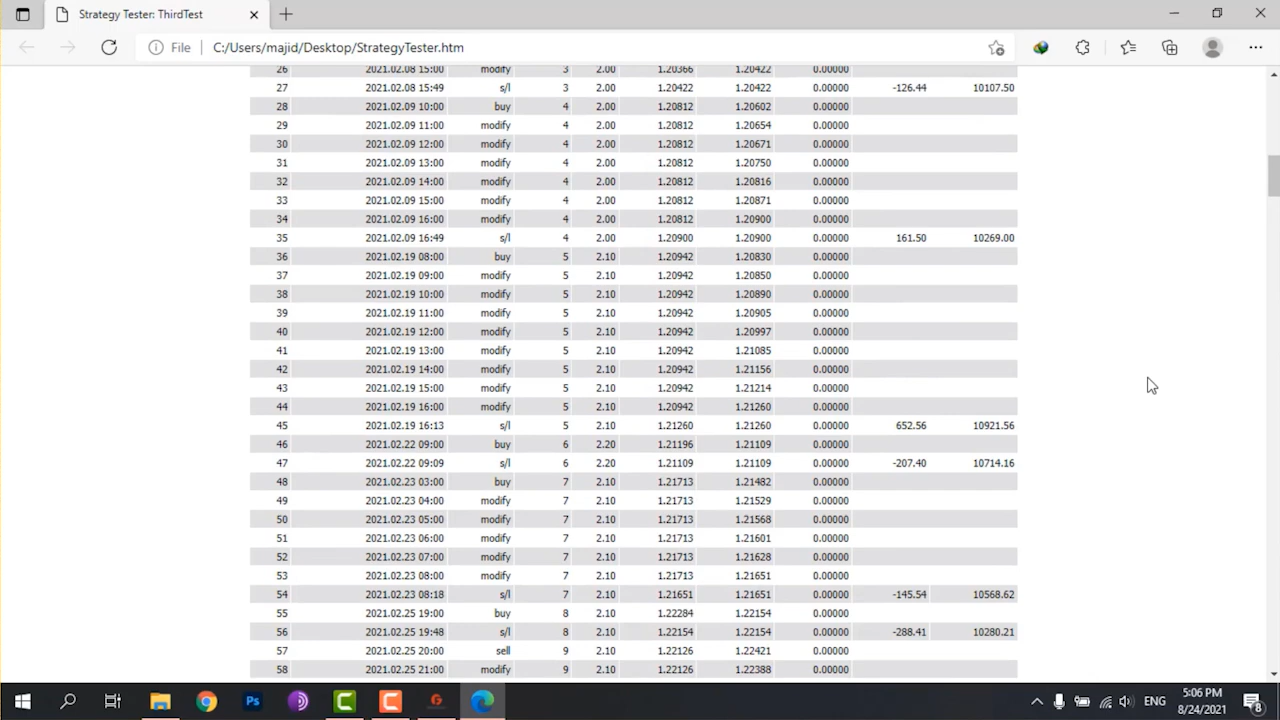 Strategy Tester: ThirdTest
File C:/Users/majid/Desktop/StrategyTester.htm
26 2021.02.08 15:00 modify 3 2.00 1.20366 1.20422 0.00000
27 2021.02.08 15:49 s/l 3 2.00 1.20422 1.20422 0.00000 -126.44 10107.50
28 2021.02.09 10:00 buy 4 2.00 1.20812 1.20602 0.00000
29 2021.02.09 11:00 modify 4 2.00 1.20812 1.20654 0.00000
30 2021.02.09 12:00 modify 4 2.00 1.20812 1.20671 0.00000
31 2021.02.09 13:00 modify 4 2.00 1.20812 1.20750 0.00000
32 2021.02.09 14:00 modify 4 2.00 1.20812 1.20816 0.00000
33 2021.02.09 15:00 modify 4 2.00 1.20812 1.20871 0.00000
34 2021.02.09 16:00 modify 4 2.00 1.20812 1.20900 0.00000
35 2021.02.09 16:49 s/l 4 2.00 1.20900 1.20900 0.00000 161.50 10269.00
36 2021.02.19 08:00 buy 5 2.10 1.20942 1.20830 0.00000
37 2021.02.19 09:00 modify 5 2.10 1.20942 1.20850 0.00000
38 2021.02.19 10:00 modify 5 2.10 1.20942 1.20890 0.00000
39 2021.02.19 11:00 modify 5 2.10 1.20942 1.20905 0.00000
40 2021.02.19 12:00 modify 5 2.10 1.20942 1.20997 0.00000
41 2021.02.19 13:00 modify 5 2.10 1.20942 1.21085 0.00000
42 2021.02.19 14:00 modify 5 2.10 1.20942 1.21156 0.00000
43 2021.02.19 15:00 modify 5 2.10 1.20942 1.21214 0.00000
44 2021.02.19 16:00 modify 5 2.10 1.20942 1.21260 0.00000
45 2021.02.19 16:13 s/l 5 2.10 1.21260 1.21260 0.00000 652.56 10921.56
46 2021.02.22 09:00 buy 6 2.20 1.21196 1.21109 0.00000
47 2021.02.22 09:09 s/l 6 2.20 1.21109 1.21109 0.00000 -207.40 10714.16
48 2021.02.23 03:00 buy 7 2.10 1.21713 1.21482 0.00000
49 2021.02.23 04:00 modify 7 2.10 1.21713 1.21529 0.00000
50 2021.02.23 05:00 modify 7 2.10 1.21713 1.21568 0.00000
51 2021.02.23 06:00 modify 7 2.10 1.21713 1.21601 0.00000
52 2021.02.23 07:00 modify 7 2.10 1.21713 1.21628 0.00000
53 2021.02.23 08:00 modify 7 2.10 1.21713 1.21651 0.00000
54 2021.02.23 08:18 s/l 7 2.10 1.21651 1.21651 0.00000 -145.54 10568.62
55 2021.02.25 19:00 buy 8 2.10 1.22284 1.22154 0.00000
56 2021.02.25 19:48 s/l 8 2.10 1.22154 1.22154 0.00000 -288.41 10280.21
57 2021.02.25 20:00 sell 9 2.10 1.22126 1.22421 0.00000
58 2021.02.25 21:00 modify 9 2.10 1.22126 1.22388 0.00000
Ps
ENG
5:06 PM
8/24/2021
8